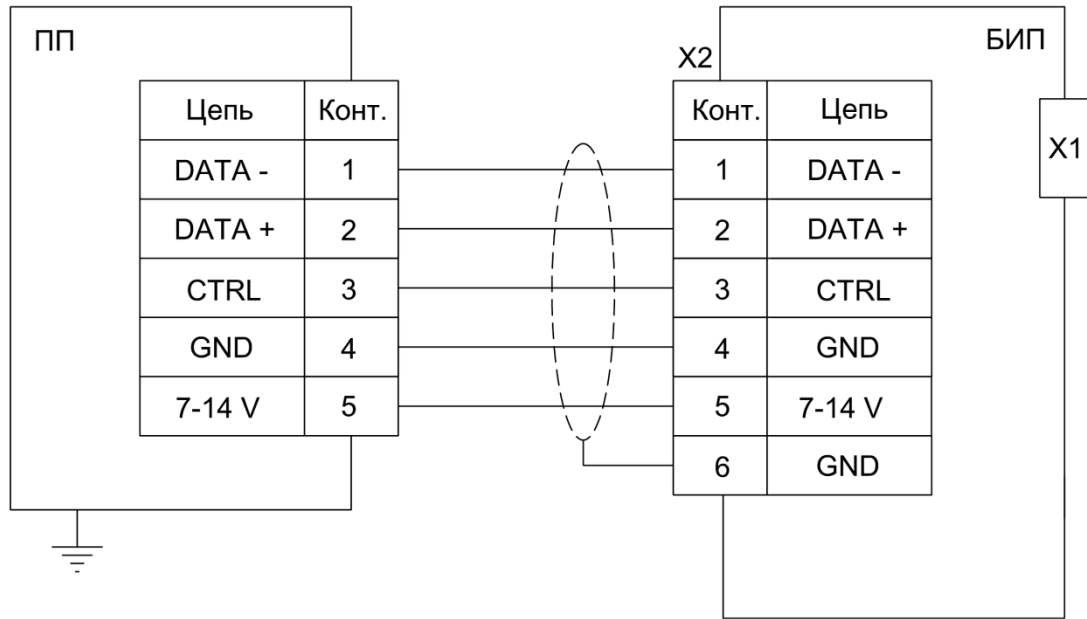 ПП
БИП
X2
X1
Цепь Конт.
DATA - 1
DATA + 2
CTRL 3
GND 4
7-14 V 5
Конт. Цепь
1 DATA -
2 DATA +
3 CTRL
4 GND
5 7-14 V
6 GND